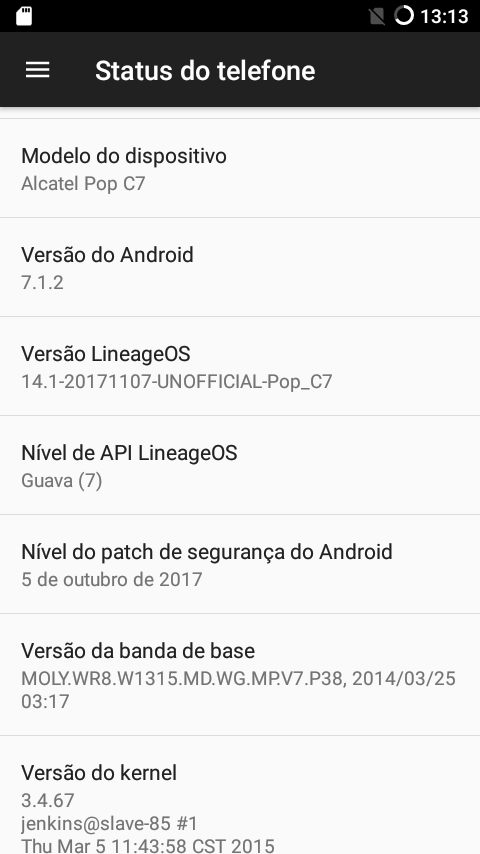 13:13
Status do telefone
Modelo do dispositivo
Alcatel Pop C7
Versão do Android
7.1.2
Versão LineageOS
14.1-20171107-UNOFFICIAL-Pop_C7
Nível de API LineageOS
Guava (7)
Nível do patch de segurança do Android
5 de outubro de 2017
Versão da banda de base
MOLY.WR8.W1315.MD.WG.MP.V7.P38, 2014/03/25
03:17
Versão do kernel
3.4.67
jenkins@slave-85 #1
Thu Mar 5 11:43:58 CST 2015